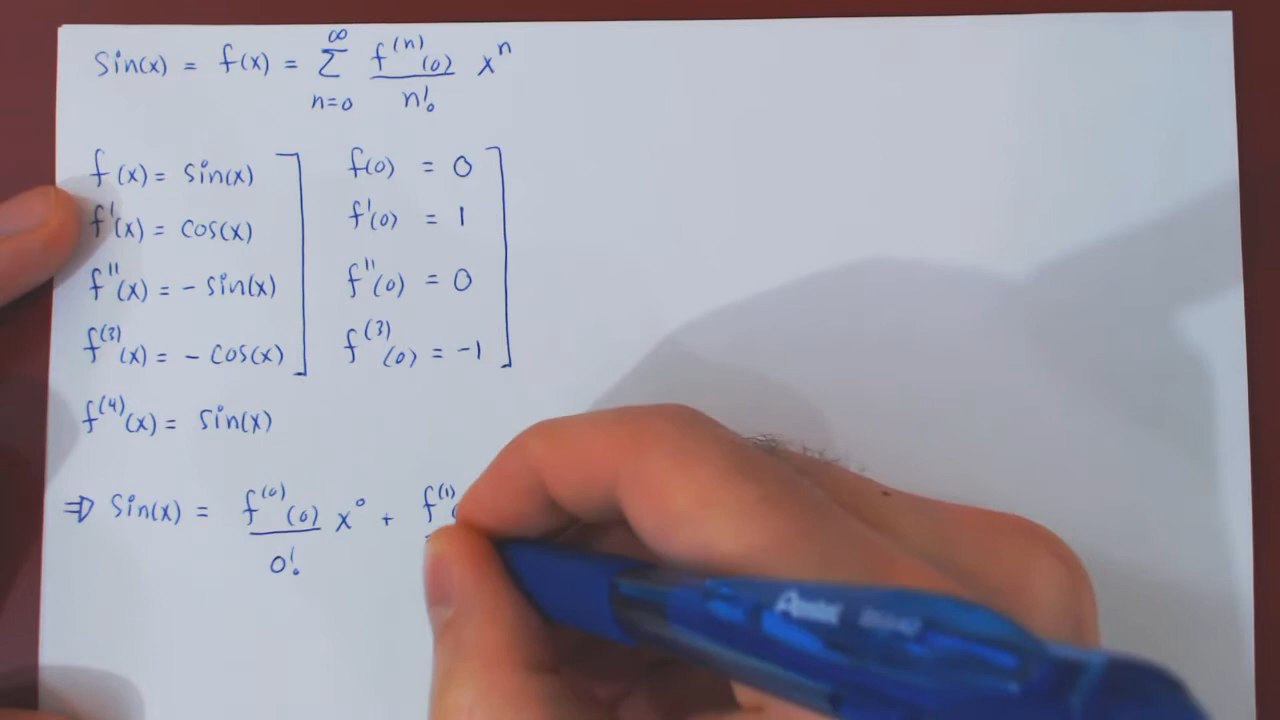 Sin(x) = f(x) = ∞ Σ n=0 f^(n)(0) / n! x^n
f(x) = Sin(x) f(0) = 0
f'(x) = cos(x) f'(0) = 1
f''(x) = - Sin(x) f''(0) = 0
f^(3)(x) = - cos(x) f^(3)(0) = -1
f^(4)(x) = Sin(x)
⇒ Sin(x) = f^(0)(0) / 0! x^0 + f^(1)(
Pentel